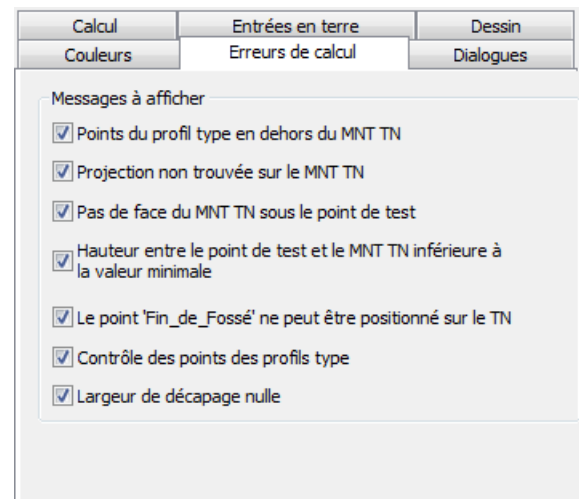 Calcul Entrées en terre Dessin
Couleurs Erreurs de calcul Dialogues
Messages à afficher
Points du profil type en dehors du MNT TN
Projection non trouvée sur le MNT TN
Pas de face du MNT TN sous le point de test
Hauteur entre le point de test et le MNT TN inférieure à
la valeur minimale
Le point 'Fin_de_Fossé' ne peut être positionné sur le TN
Contrôle des points des profils type
Largeur de décapage nulle